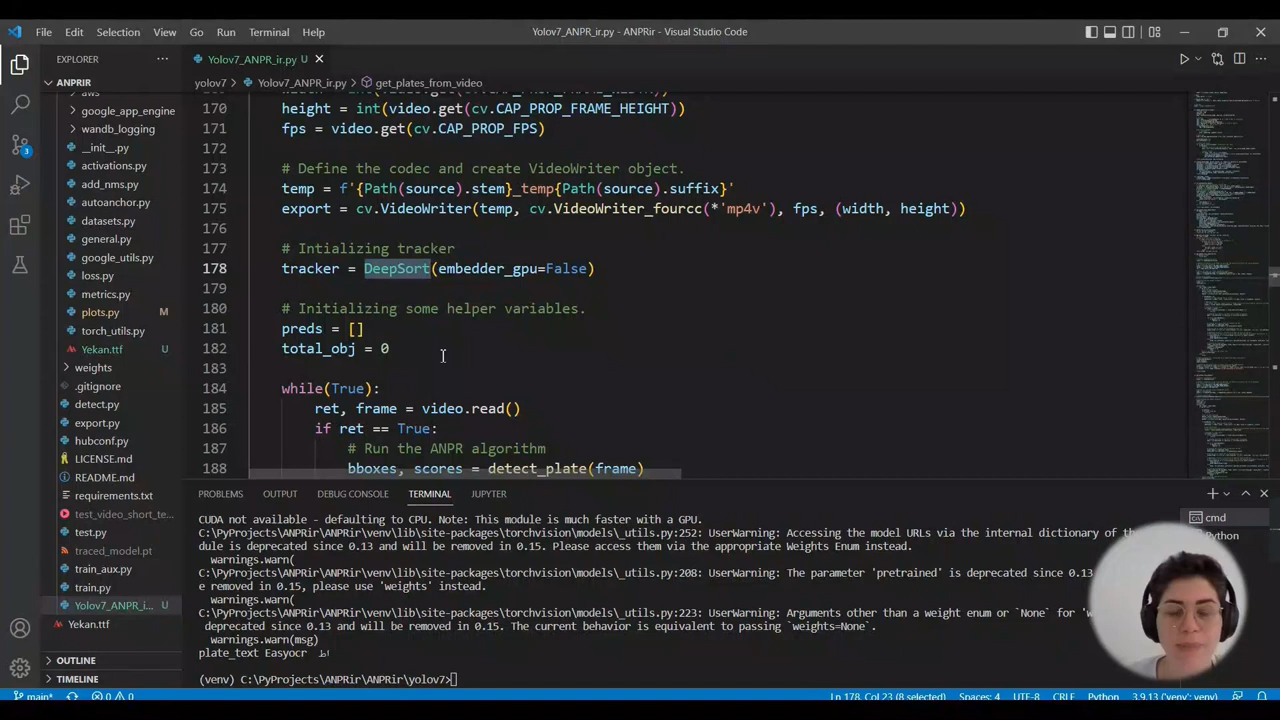 File Edit Selection View Go Run Terminal Help
Yolov7_ANPR_ir.py - ANPRir - Visual Studio Code
EXPLORER
Yolov7_ANPR_ir.py U
yolov7 > Yolov7_ANPR_ir.py > get_plates_from_video
ANPRIR
google_app_engine
wandb_logging
__init__.py
activations.py
add_nms.py
autoanchor.py
datasets.py
general.py
google_utils.py
loss.py
metrics.py
plots.py M
torch_utils.py
Yekan.ttf U
weights
.gitignore
detect.py
export.py
hubconf.py
LICENSE.md
README.md
requirements.txt
test_video_short_te...
test.py
traced_model.pt
train_aux.py
train.py
Yolov7_ANPR_i... U
Yekan.ttf
OUTLINE
TIMELINE
170 height = int(video.get(cv.CAP_PROP_FRAME_HEIGHT))
171 fps = video.get(cv.CAP_PROP_FPS)
172
173 # Define the codec and create VideoWriter object.
174 temp = f'{Path(source).stem}_temp{Path(source).suffix}'
175 export = cv.VideoWriter(temp, cv.VideoWriter_fourcc(*'mp4v'), fps, (width, height))
176
177 # Intializing tracker
178 tracker = DeepSort(embedder_gpu=False)
179
180 # Initializing some helper variables.
181 preds = []
182 total_obj = 0
183
184 while(True):
185 ret, frame = video.read()
186 if ret == True:
187 # Run the ANPR algorithm
188 bboxes, scores = detect_plate(frame)
PROBLEMS OUTPUT DEBUG CONSOLE TERMINAL JUPYTER
CUDA not available - defaulting to CPU. Note: This module is much faster with a GPU.
C:\PyProjects\ANPRir\venv\lib\site-packages\torchvision\models\_utils.py:252: UserWarning: Accessing the model URLs via the internal dictionary of the
dule is deprecated since 0.13 and will be removed in 0.15. Please access them via the appropriate Weights Enum instead.
warnings.warn(
C:\PyProjects\ANPRir\venv\lib\site-packages\torchvision\models\_utils.py:208: UserWarning: The parameter 'pretrained' is deprecated since 0.13
e removed in 0.15, please use 'weights' instead.
warnings.warn(
C:\PyProjects\ANPRir\venv\lib\site-packages\torchvision\models\_utils.py:223: UserWarning: Arguments other than a weight enum or `None` for 'w
deprecated since 0.13 and will be removed in 0.15. The current behavior is equivalent to passing `weights=None`.
warnings.warn(msg)
plate_text Easyocr
(venv) C:\PyProjects\ANPRir\ANPRir\yolov7>
cmd
Python
main* 0 0
Ln 178, Col 23 (8 selected) Spaces: 4 UTF-8 CRLF Python 3.9.13 ('venv': venv)